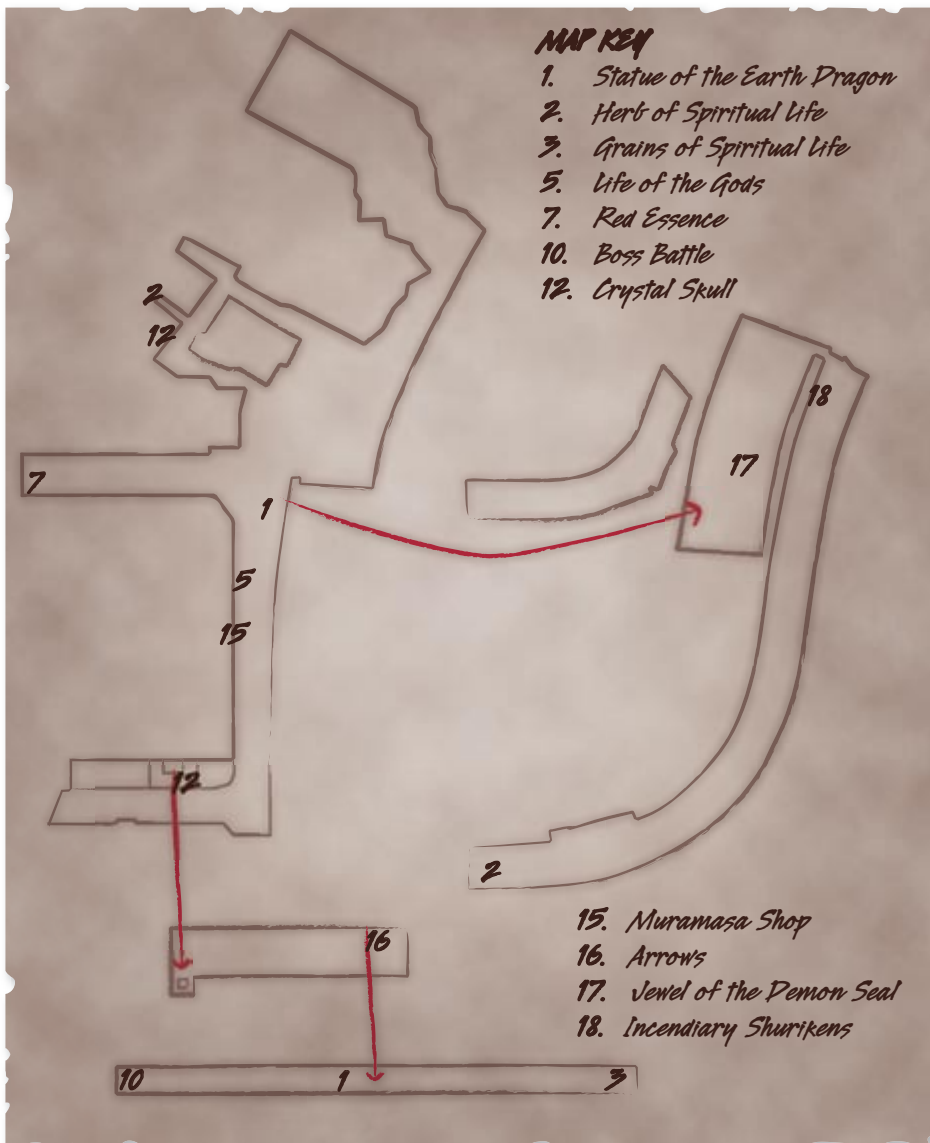 MAP KEY
1. Statue of the Earth Dragon
2. Herb of Spiritual Life
3. Grains of Spiritual Life
5. Life of the Gods
7. Red Essence
10. Boss Battle
12. Crystal Skull
2
12
18
17
7
1
5
15
12
2
15. Muramasa Shop
16
16. Arrows
17. Jewel of the Demon Seal
18. Incendiary Shurikens
10
1
3